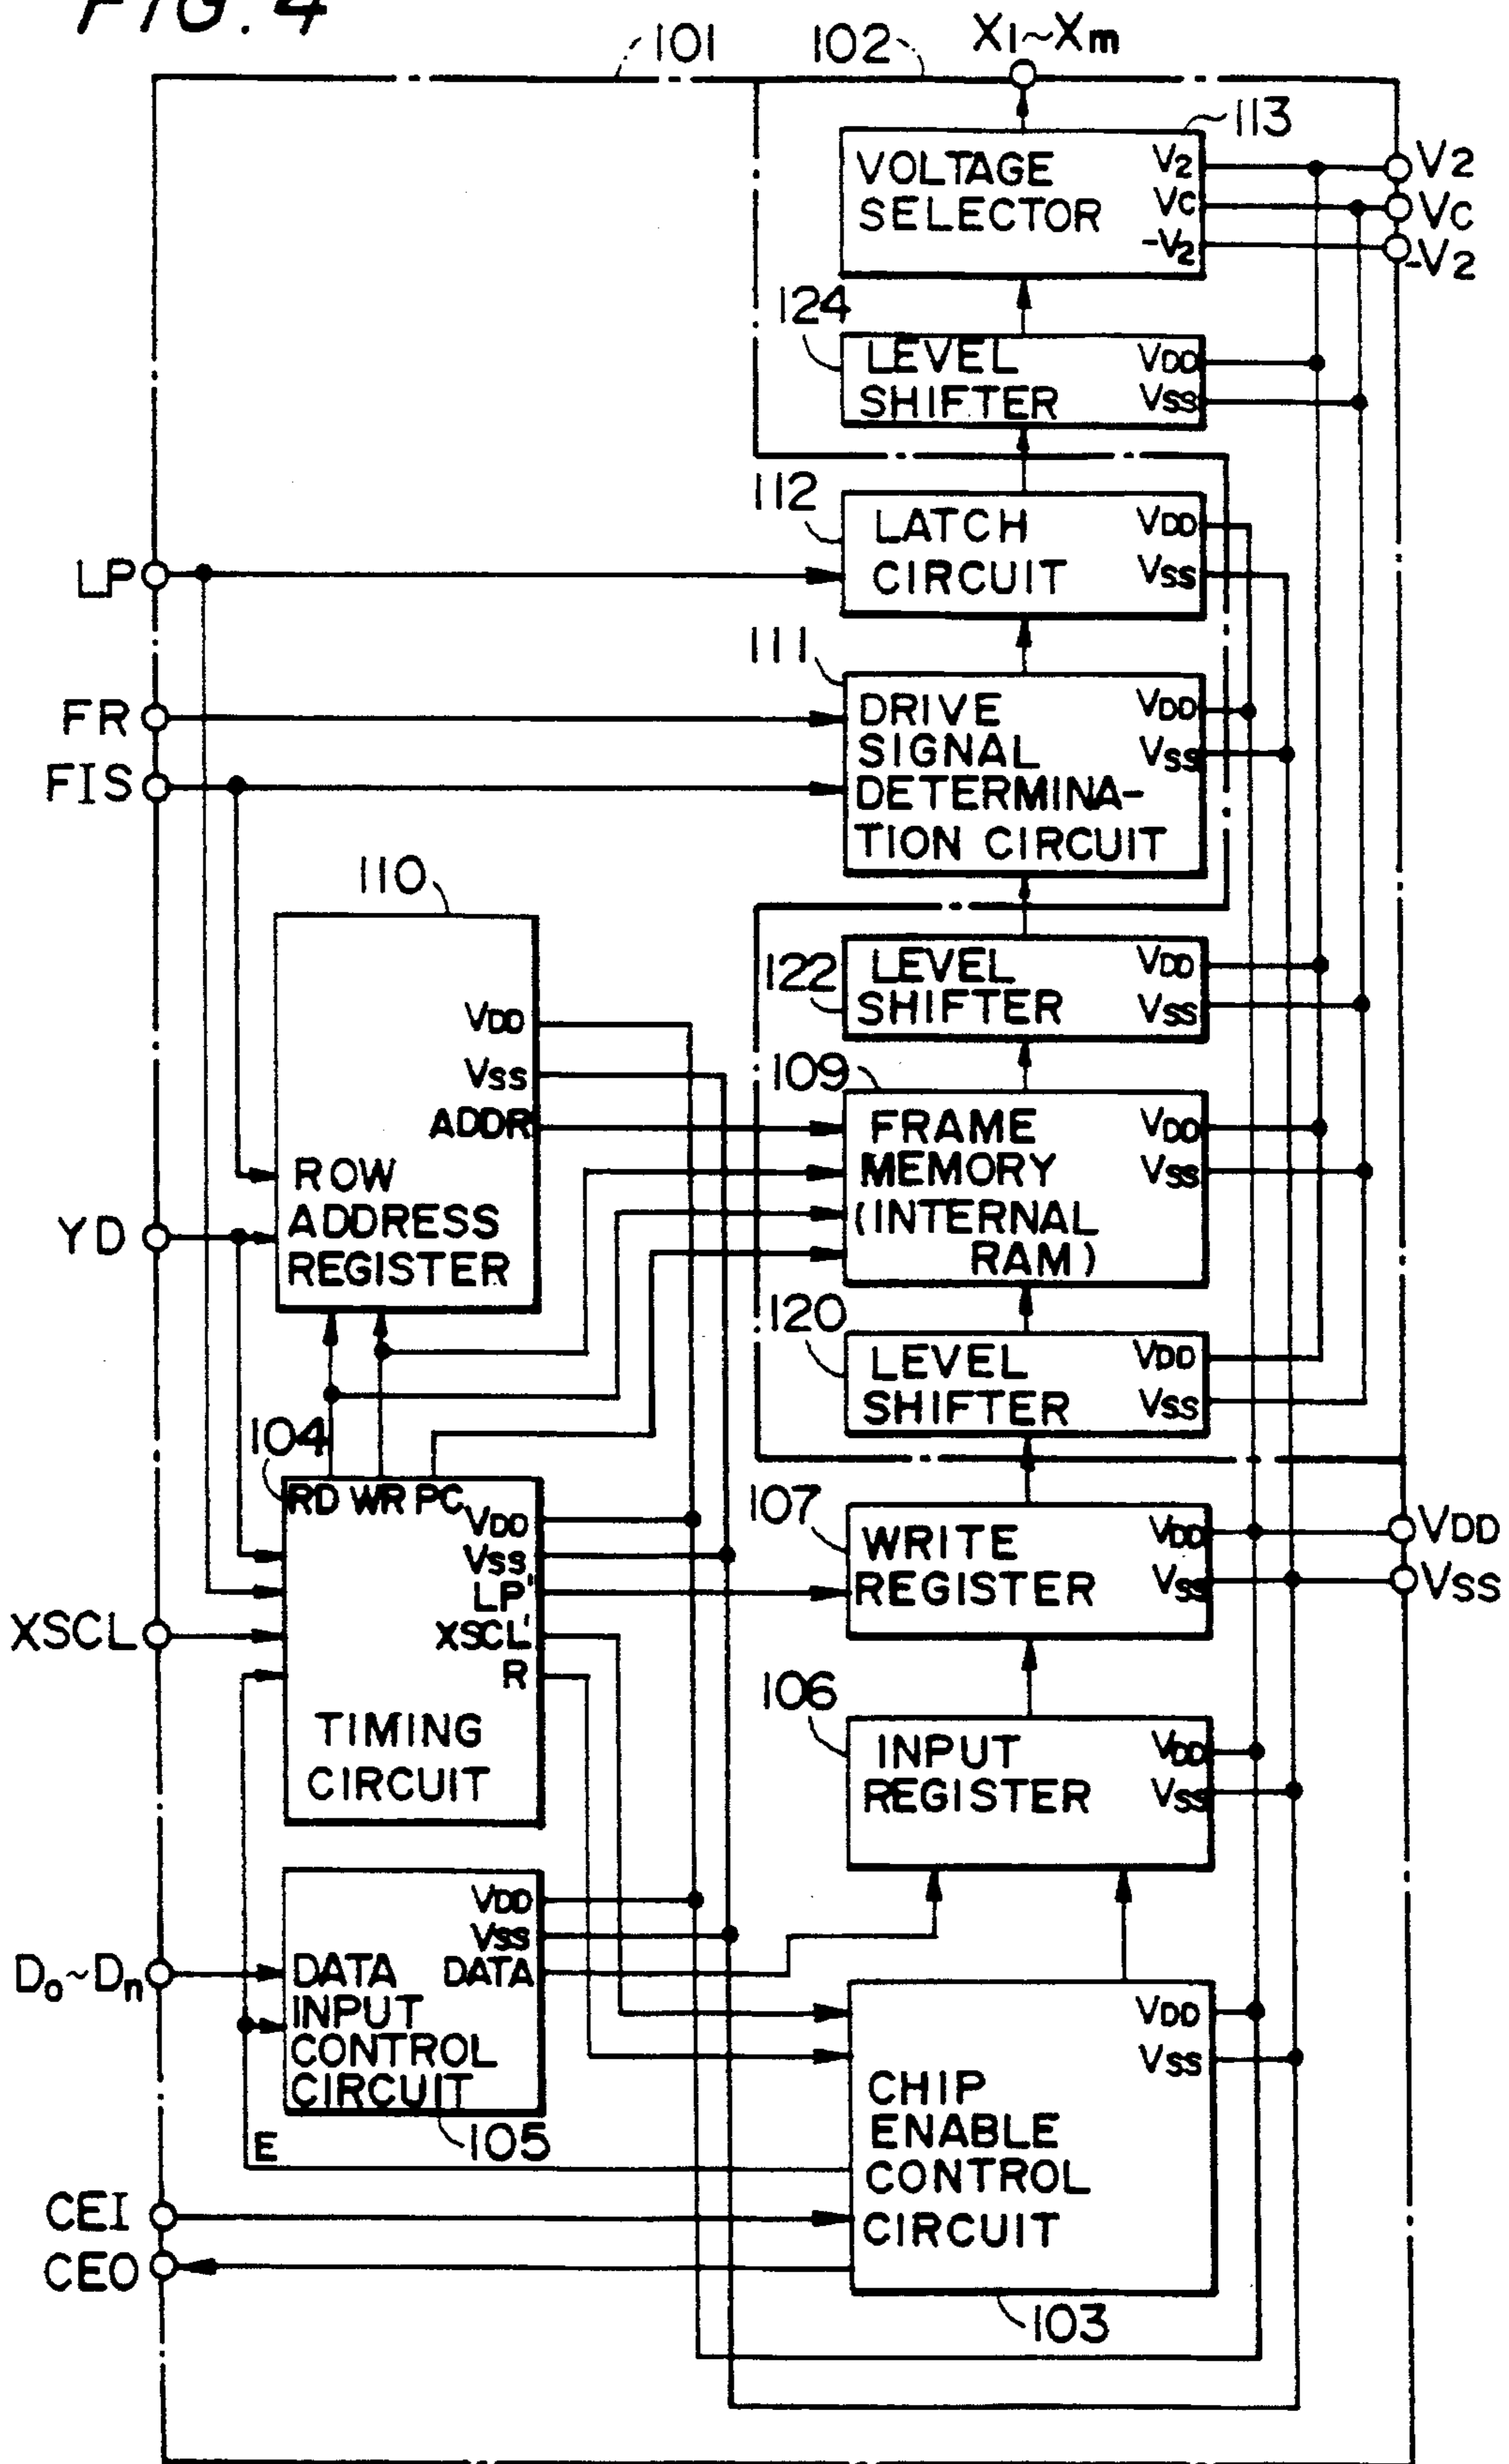 FIG. 4
101
102
X1~Xm
113
VOLTAGE
SELECTOR
V2
VC
-V2
V2
VC
-V2
124
LEVEL
SHIFTER
VDD
VSS
112
LATCH
CIRCUIT
VDD
VSS
LP
111
DRIVE
SIGNAL
DETERMINA-
TION CIRCUIT
VDD
VSS
FR
FIS
110
VDD
VSS
ADDR
ROW
ADDRESS
REGISTER
122
LEVEL
SHIFTER
VDD
VSS
109
FRAME
MEMORY
(INTERNAL
RAM)
VDD
VSS
YD
120
LEVEL
SHIFTER
VDD
VSS
104
RD WR PC
VDD
VSS
LP'
XSCL'
R
TIMING
CIRCUIT
107
WRITE
REGISTER
VDD
VSS
VDD
VSS
XSCL
106
INPUT
REGISTER
VDD
VSS
VDD
VSS
DATA
DATA
INPUT
CONTROL
CIRCUIT
105
D0~Dn
E
VDD
VSS
CHIP
ENABLE
CONTROL
CIRCUIT
103
CEI
CEO